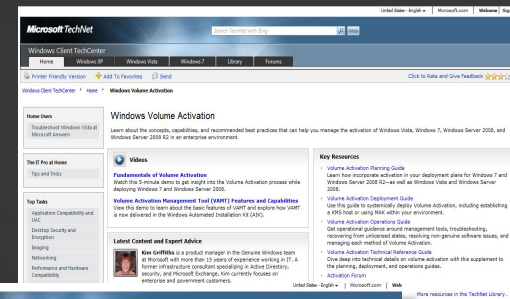 United States - English
Microsoft.com
Welcome
Sig
Microsoft TechNet
Search TechNet with Bing
Web
Windows Client TechCenter
Home
Windows XP
Windows Vista
Windows 7
Library
Forums
Printer Friendly Version
Add To Favorites
Send
Click to Rate and Give Feedback
Windows Client TechCenter
Home
Windows Volume Activation
Home Users
Troubleshoot Windows Vista at
Microsoft Answers
The IT Pro at Home
Tips and Tricks
Top Tasks
Application Compatibility and
UAC
Desktop Security and
Encryption
Imaging
Networking
Performance and Hardware
Compatibility
Windows Volume Activation
Learn about the concepts, capabilities, and recommended best practices that can help you manage the activation of Windows Vista, Windows 7, Windows Server 2008, and
Windows Server 2008 R2 in an enterprise environment.
Videos
Fundamentals of Volume Activation
Watch this 5-minute demo to get insight into the Volume Activation process while
deploying Windows 7 and Windows Server 2008.
Volume Activation Management Tool (VAMT) Features and Capabilities
View this demo to learn about the basic features of VAMT and explore how VAMT
is now delivered in the Windows Automated Installation Kit (AIK).
Latest Content and Expert Advice
Kim Griffiths is a product manager in the Genuine Windows team
at Microsoft with more than 15 years of experience working in IT. A
former infrastructure consultant specializing in Active Directory,
security, and Microsoft Exchange, Kim currently focuses on
enterprise and government customers.
Key Resources
Volume Activation Planning Guide
Learn how incorporate activation in your deployment plans for Windows 7 and
Windows Server 2008 R2—as well as Windows Vista and Windows Server
2008.
Volume Activation Deployment Guide
Use this guide to systemically deploy Volume Activation, including establishing
a KMS host or using MAK within your environment.
Volume Activation Operations Guide
Get operational guidance around management tools, troubleshooting,
recovering from unlicensed states, resolving non-genuine software issues, and
managing each method of Volume Activation.
Volume Activation Technical Reference Guide
Dive deep into technical details on volume activation with this supplement to
the planning, deployment, and operations guides.
Activation Forum
United States - English
Microsoft.com
Welc
More resources in the TechNet Library...